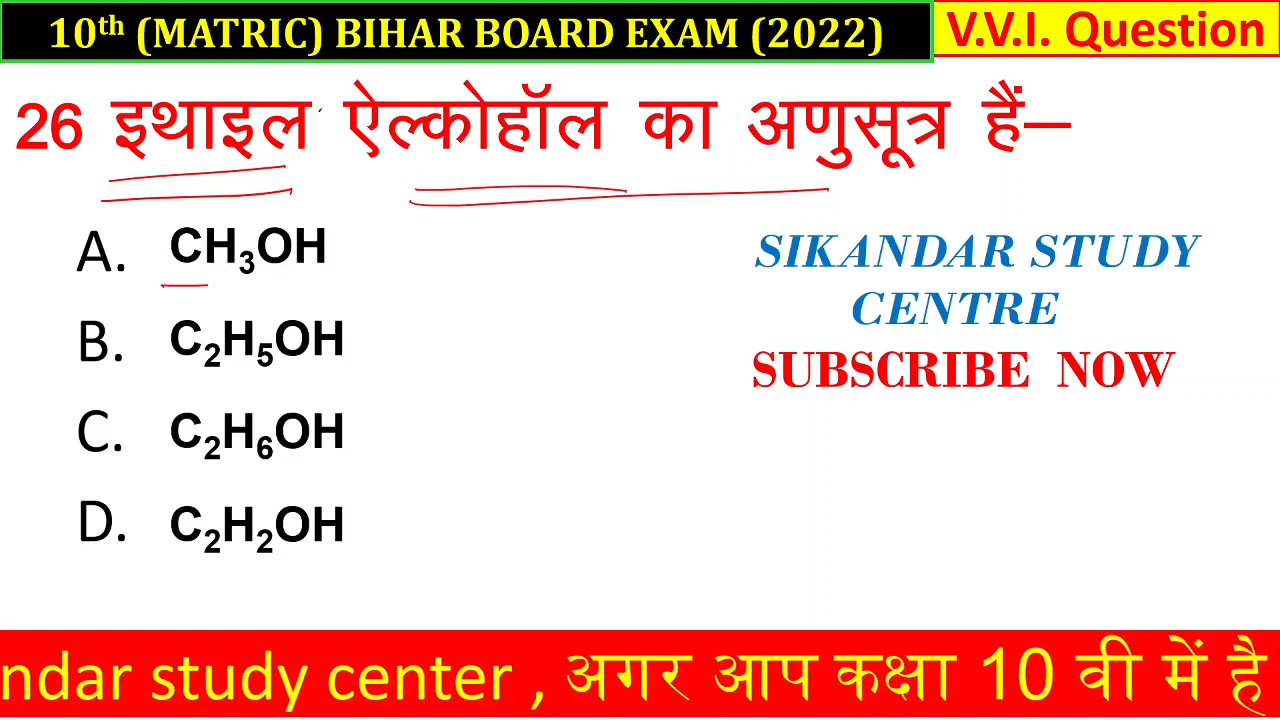 10th (MATRIC) BIHAR BOARD EXAM (2022)
V.V.I. Question
26 इथाइल ऐल्कोहॉल का अणुसूत्र हैं–
A. CH₃OH
B. C₂H₅OH
C. C₂H₆OH
D. C₂H₂OH
SIKANDAR STUDY
CENTRE
SUBSCRIBE NOW
ndar study center , अगर आप कक्षा 10 वी में है